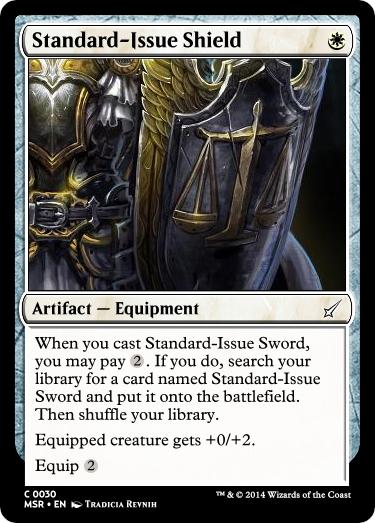 Standard-Issue Shield
Artifact — Equipment
When you cast Standard-Issue Sword,
you may pay 2. If you do, search your
library for a card named Standard-Issue
Sword and put it onto the battlefield.
Then shuffle your library.
Equipped creature gets +0/+2.
Equip 2
C 0030
MSR • EN Tradicia Revnih
™ & © 2014 Wizards of the Coast